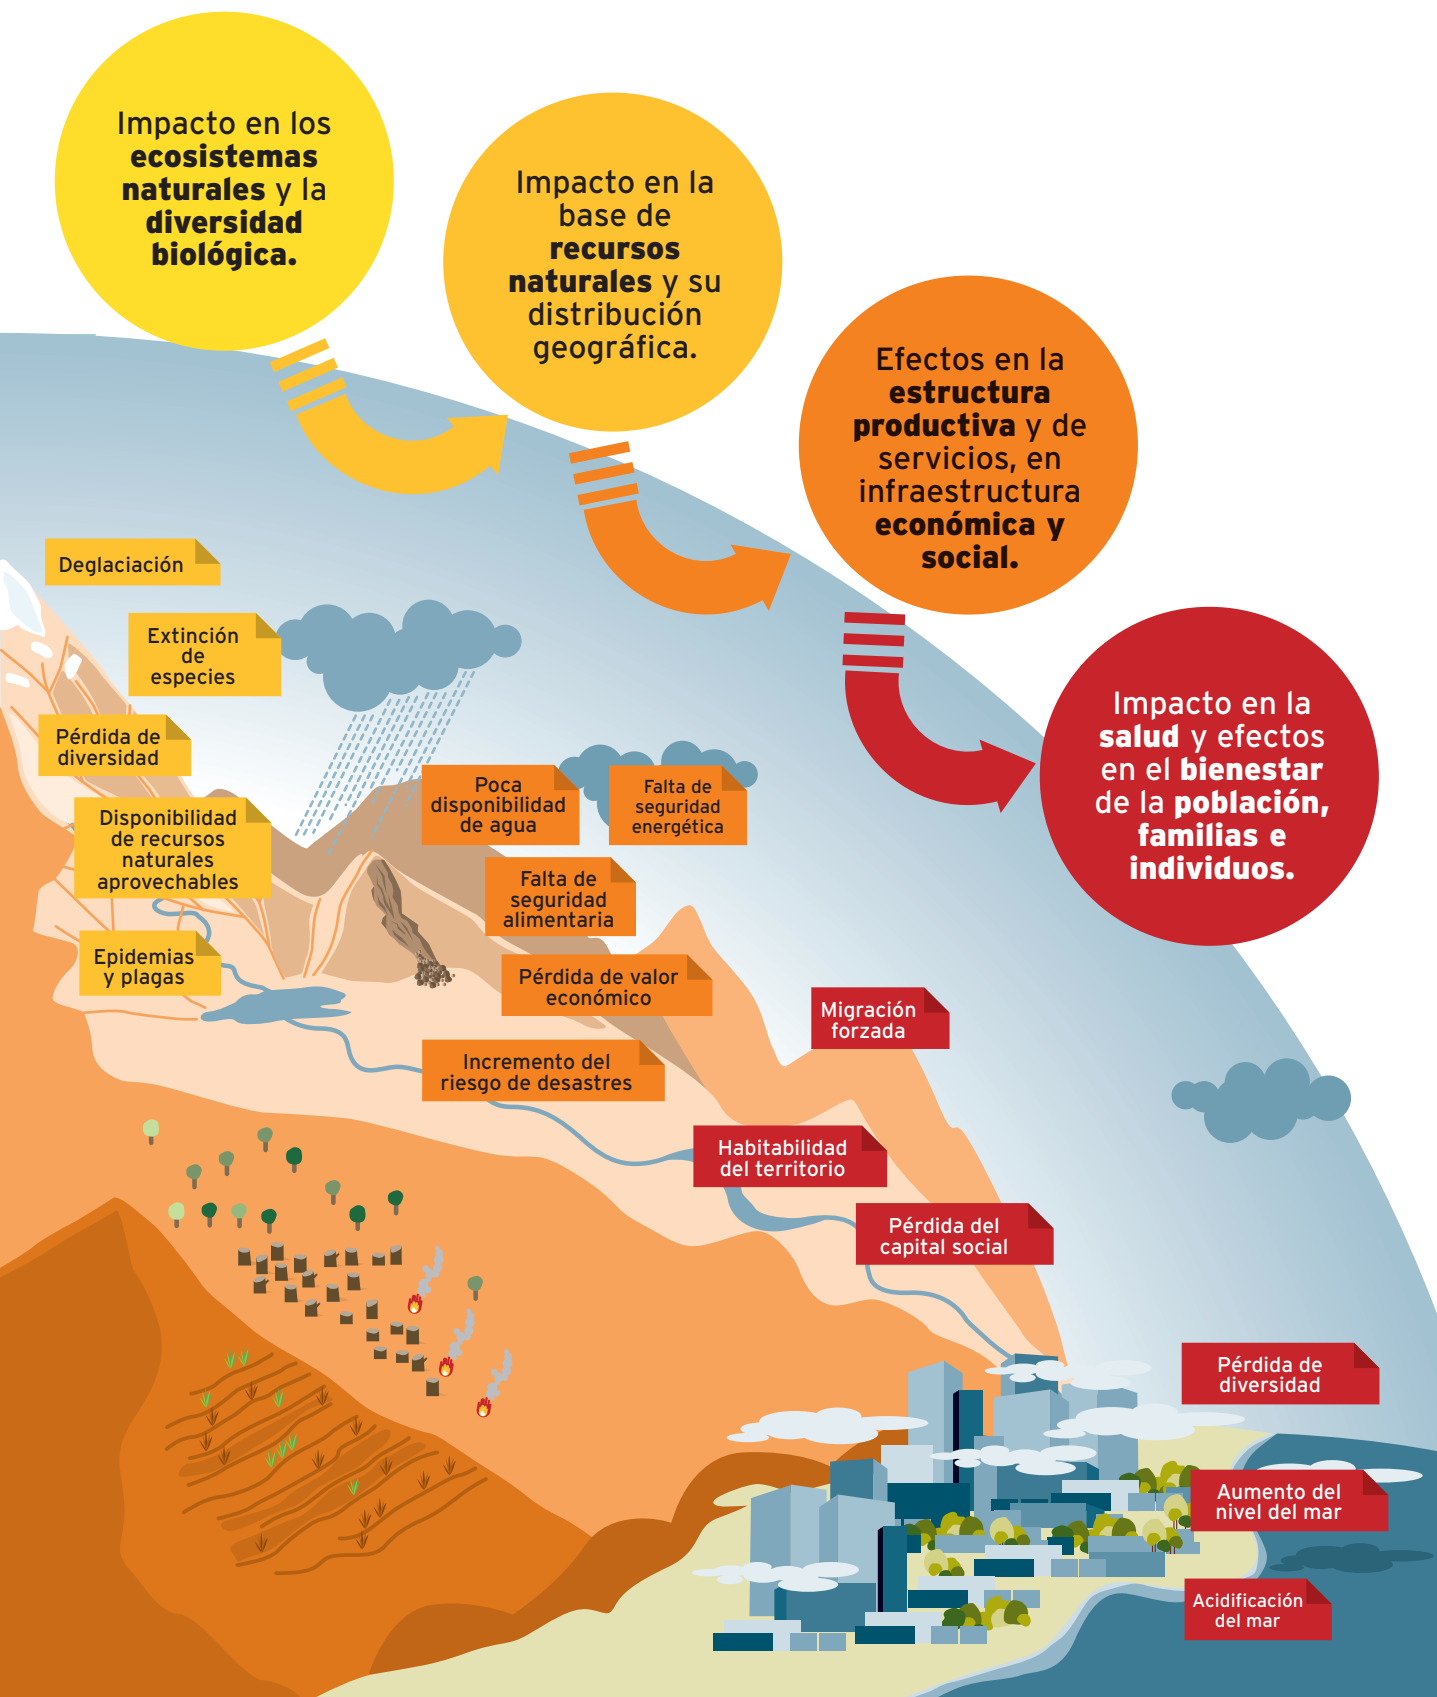 Impacto en los
ecosistemas
naturales y la
diversidad
biológica.
Impacto en la
base de
recursos
naturales y su
distribución
geográfica.
Efectos en la
estructura
productiva y de
servicios, en
infraestructura
económica y
social.
Impacto en la
salud y efectos
en el bienestar
de la población,
familias e
individuos.
Deglaciación
Extinción
de
especies
Pérdida de
diversidad
Disponibilidad
de recursos
naturales
aprovechables
Epidemias
y plagas
Poca
disponibilidad
de agua
Falta de
seguridad
energética
Falta de
seguridad
alimentaria
Pérdida de valor
económico
Incremento del
riesgo de desastres
Migración
forzada
Habitabilidad
del territorio
Pérdida del
capital social
Pérdida de
diversidad
Aumento del
nivel del mar
Acidificación
del mar